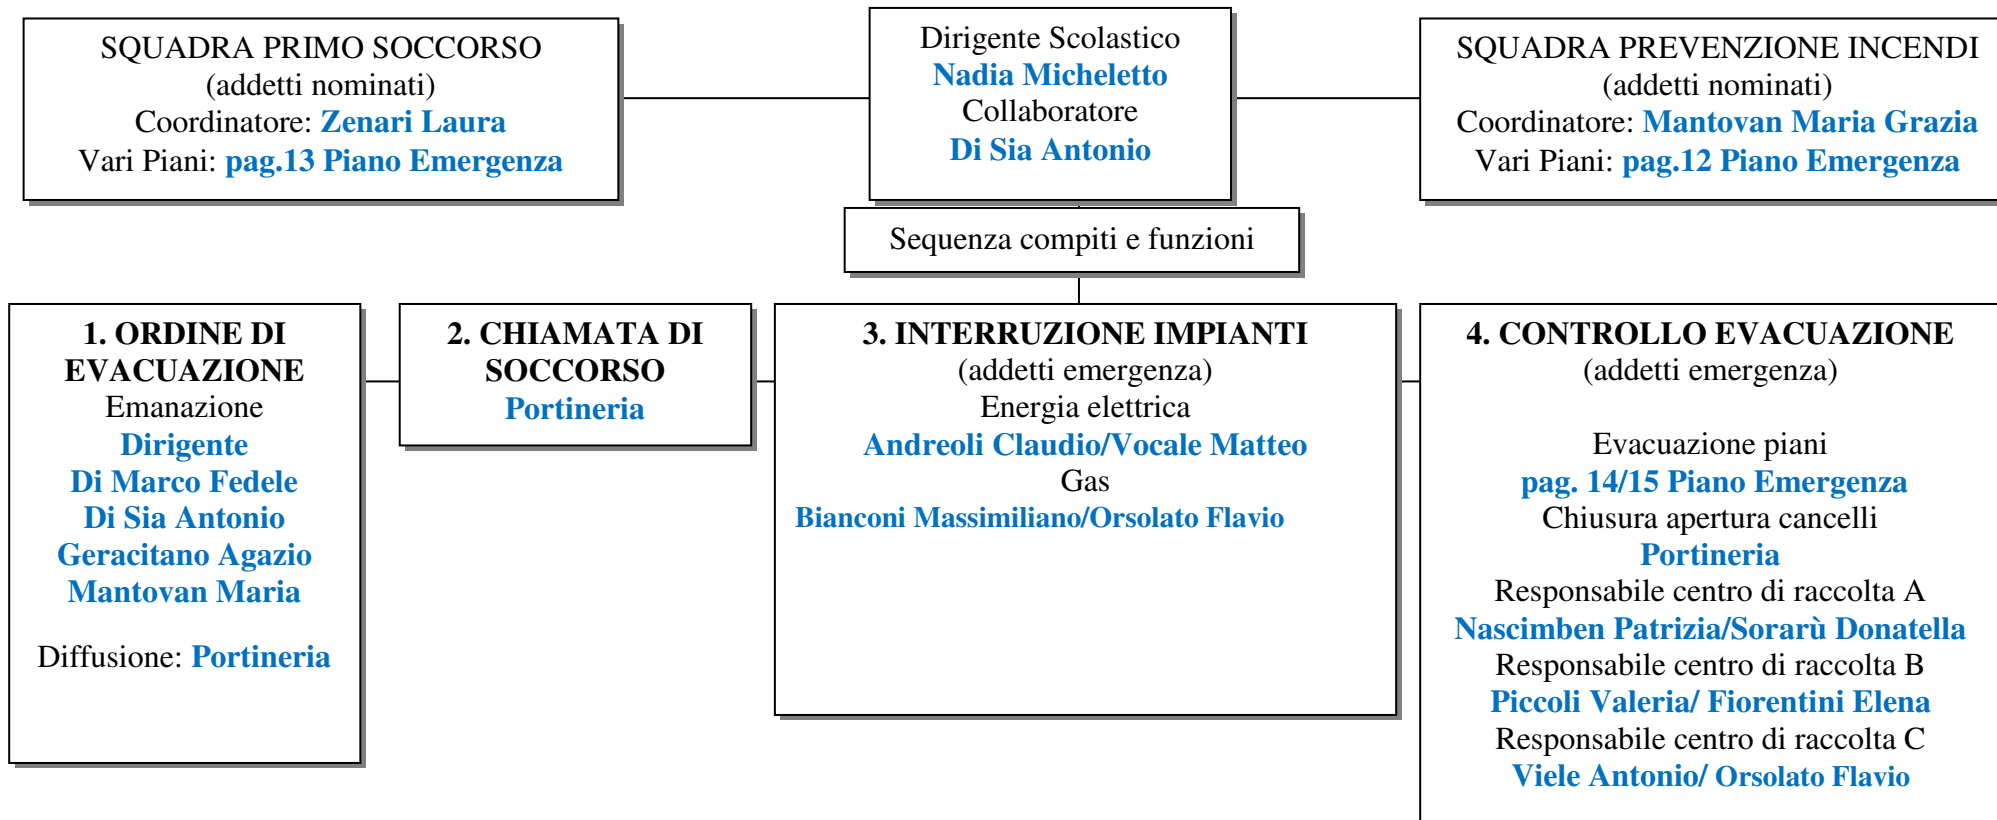 SQUADRA PRIMO SOCCORSO
(addetti nominati)
Coordinatore: Zenari Laura
Vari Piani: pag.13 Piano Emergenza
Dirigente Scolastico
Nadia Micheletto
Collaboratore
Di Sia Antonio
SQUADRA PREVENZIONE INCENDI
(addetti nominati)
Coordinatore: Mantovan Maria Grazia
Vari Piani: pag.12 Piano Emergenza
Sequenza compiti e funzioni
1. ORDINE DI
EVACUAZIONE
Emanazione
Dirigente
Di Marco Fedele
Di Sia Antonio
Geracitano Agazio
Mantovan Maria
Diffusione: Portineria
2. CHIAMATA DI
SOCCORSO
Portineria
3. INTERRUZIONE IMPIANTI
(addetti emergenza)
Energia elettrica
Andreoli Claudio/Vocale Matteo
Gas
Bianconi Massimiliano/Orsolato Flavio
4. CONTROLLO EVACUAZIONE
(addetti emergenza)
Evacuazione piani
pag. 14/15 Piano Emergenza
Chiusura apertura cancelli
Portineria
Responsabile centro di raccolta A
Nascimben Patrizia/Sorarù Donatella
Responsabile centro di raccolta B
Piccoli Valeria/ Fiorentini Elena
Responsabile centro di raccolta C
Viele Antonio/ Orsolato Flavio